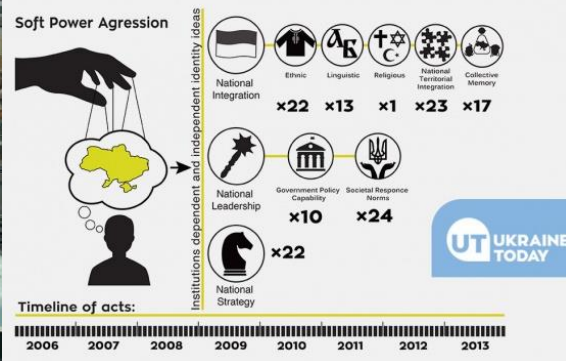 Soft Power Agression
Institutions dependent and independent identity ideas
National
Integration
Ethnic
Linguistic
Religious
National
Territorial
Integration
Collective
Memory
×22
×13
×1
×23
×17
АБ
National
Leadership
Government Policy
Capability
Societal Responce
Norms
×10
×24
National
Strategy
×22
UT UKRAINE
TODAY
Timeline of acts:
2006
2007
2008
2009
2010
2011
2012
2013